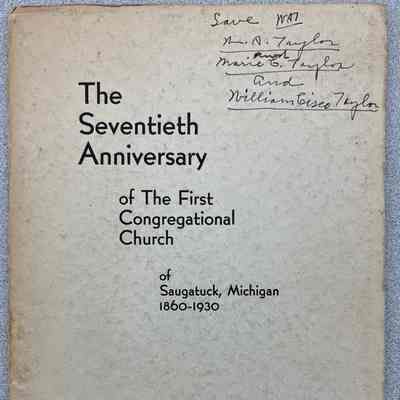 Save
A. Taylor
and
Marie C. Taylor
and
William Cisco Taylor
The
Seventieth
Anniversary
of The First
Congregational
Church
of
Saugatuck, Michigan
1860-1930